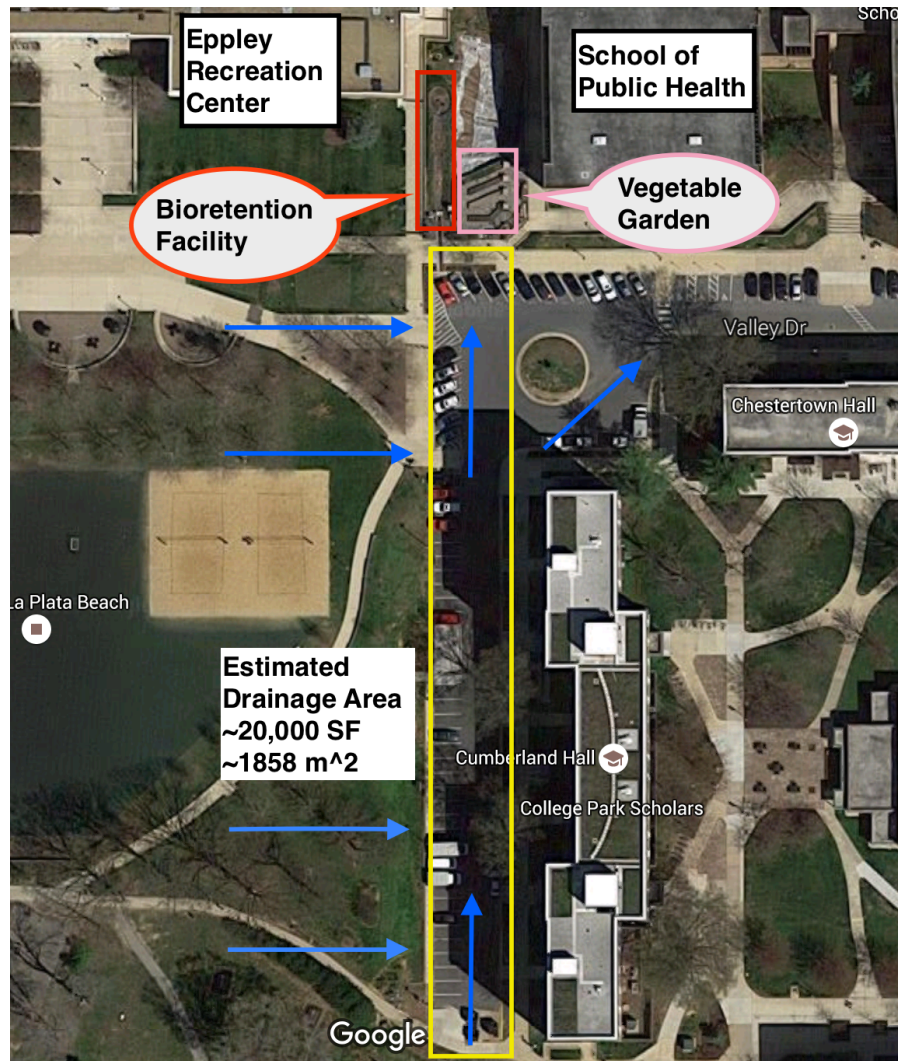 Scho
Eppley
Recreation
Center
School of
Public Health
Bioretention
Facility
Vegetable
Garden
Valley Dr
Chestertown Hall
La Plata Beach
Estimated
Drainage Area
~20,000 SF
~1858 m^2
Cumberland Hall
College Park Scholars
Google